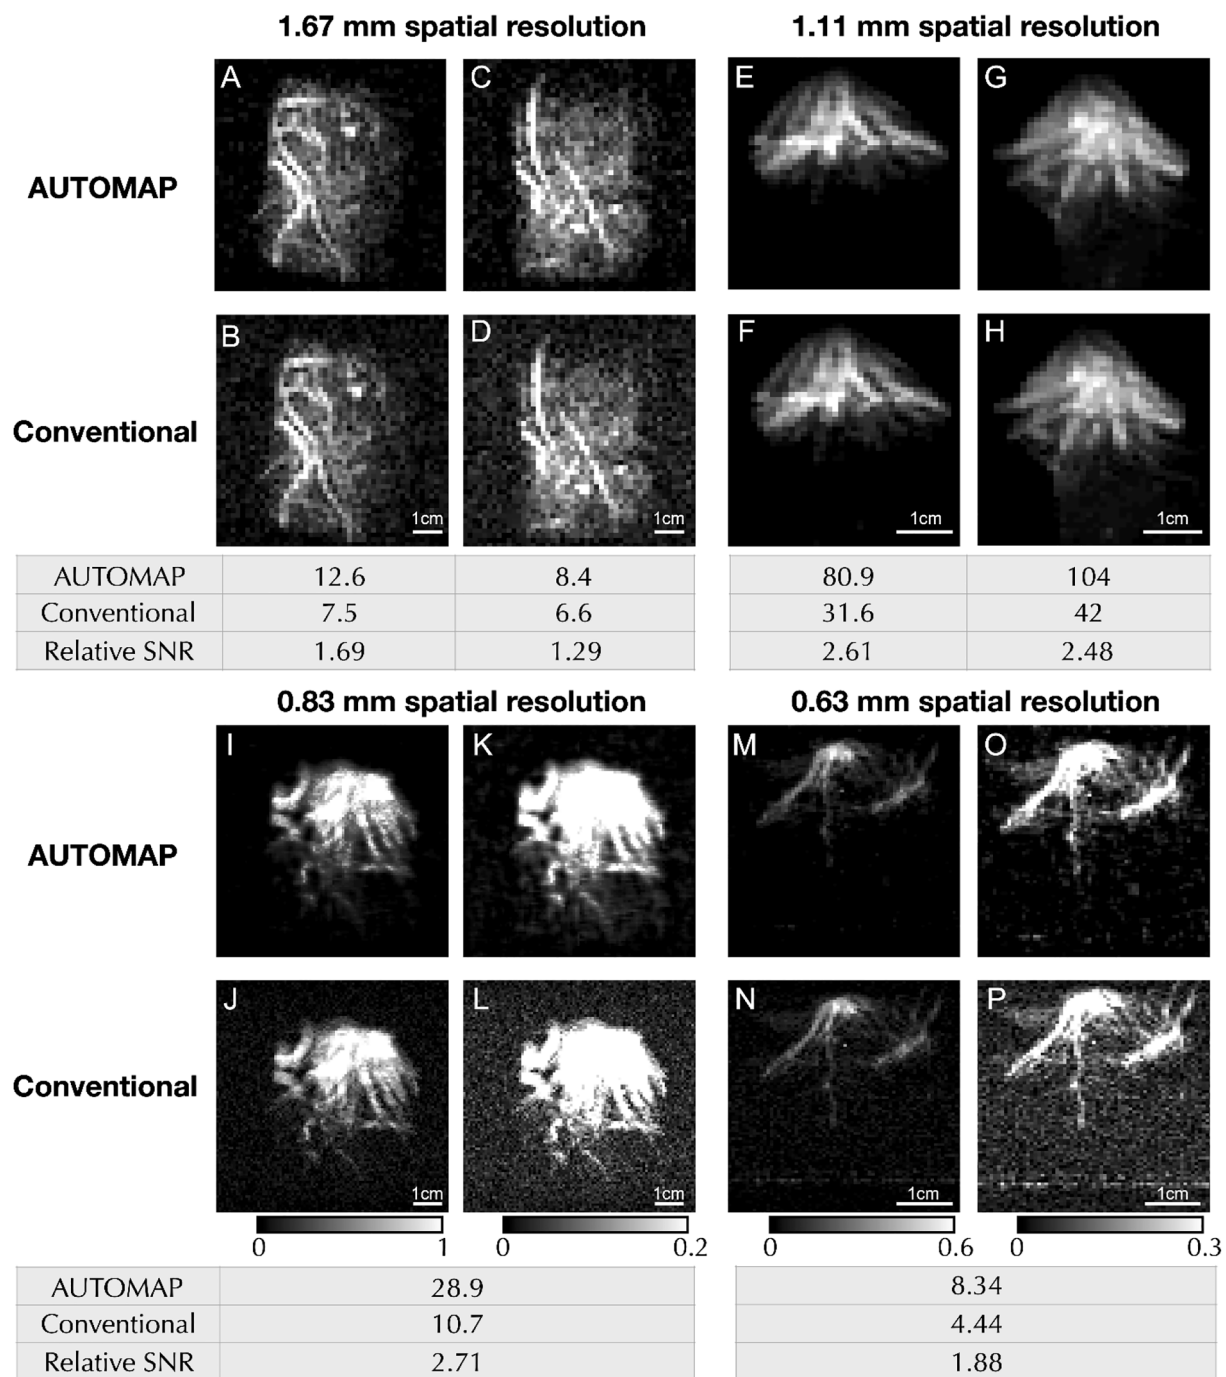 1.67 mm spatial resolution 1.11 mm spatial resolution
A C E G
AUTOMAP
B D F H
Conventional
1cm 1cm 1cm 1cm
AUTOMAP 12.6 8.4 80.9 104
Conventional 7.5 6.6 31.6 42
Relative SNR 1.69 1.29 2.61 2.48
0.83 mm spatial resolution 0.63 mm spatial resolution
I K M O
AUTOMAP
J L N P
Conventional
1cm 1cm 1cm 1cm
0 1 0 0.2 0 0.6 0 0.3
AUTOMAP 28.9 8.34
Conventional 10.7 4.44
Relative SNR 2.71 1.88